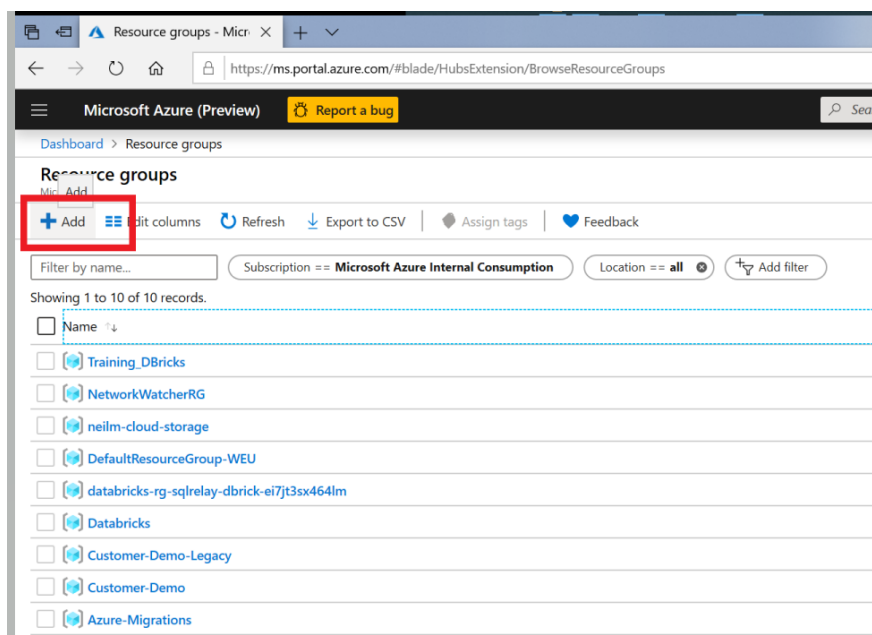 Resource groups - Micr
https://ms.portal.azure.com/#blade/HubsExtension/BrowseResourceGroups
Microsoft Azure (Preview) Report a bug Sea
Dashboard > Resource groups
Resource groups
Mic Add
Add Edit columns Refresh Export to CSV Assign tags Feedback
Filter by name... Subscription == Microsoft Azure Internal Consumption Location == all Add filter
Showing 1 to 10 of 10 records.
Name
Training_DBricks
NetworkWatcherRG
neilm-cloud-storage
DefaultResourceGroup-WEU
databricks-rg-sqlrelay-dbrick-ei7jt3sx464lm
Databricks
Customer-Demo-Legacy
Customer-Demo
Azure-Migrations